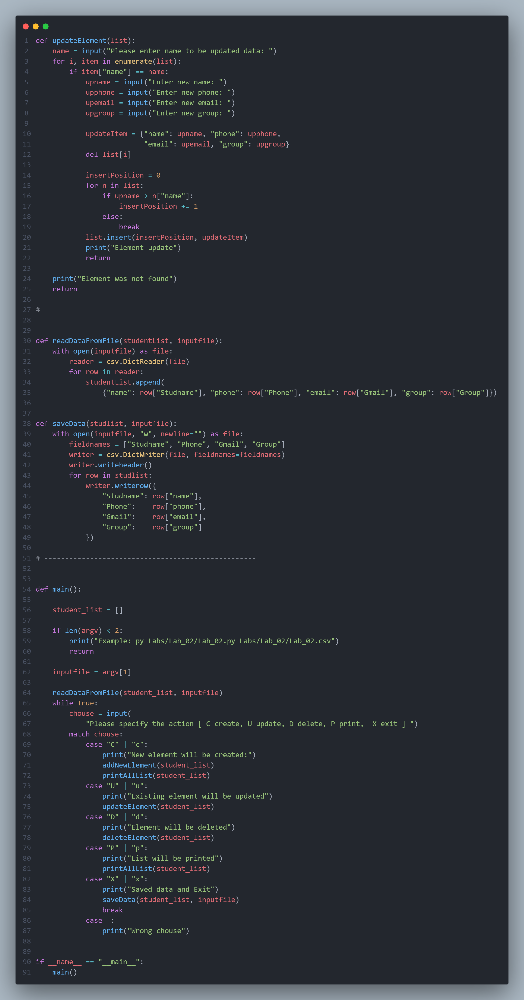 1 def updateElement(list):
2     name = input("Please enter name to be updated data: ")
3     for i, item in enumerate(list):
4         if item["name"] == name:
5             upname = input("Enter new name: ")
6             upphone = input("Enter new phone: ")
7             upemail = input("Enter new email: ")
8             upgroup = input("Enter new group: ")
9
10             updateItem = {"name": upname, "phone": upphone,
11                           "email": upemail, "group": upgroup}
12             del list[i]
13
14             insertPosition = 0
15             for n in list:
16                 if upname > n["name"]:
17                     insertPosition += 1
18                 else:
19                     break
20             list.insert(insertPosition, updateItem)
21             print("Element update")
22             return
23
24     print("Element was not found")
25     return
26
27 # ---------------------------------------------------
28
29
30 def readDataFromFile(studentList, inputfile):
31     with open(inputfile) as file:
32         reader = csv.DictReader(file)
33         for row in reader:
34             studentList.append(
35                 {"name": row["Studname"], "phone": row["Phone"], "email": row["Gmail"], "group": row["Group"]})
36
37
38 def saveData(studlist, inputfile):
39     with open(inputfile, "w", newline="") as file:
40         fieldnames = ["Studname", "Phone", "Gmail", "Group"]
41         writer = csv.DictWriter(file, fieldnames=fieldnames)
42         writer.writeheader()
43         for row in studlist:
44             writer.writerow({
45                 "Studname": row["name"],
46                 "Phone":    row["phone"],
47                 "Gmail":    row["email"],
48                 "Group":    row["group"]
49             })
50
51 # ---------------------------------------------------
52
53
54 def main():
55
56     student_list = []
57
58     if len(argv) < 2:
59         print("Example: py Labs/Lab_02/Lab_02.py Labs/Lab_02/Lab_02.csv")
60         return
61
62     inputfile = argv[1]
63
64     readDataFromFile(student_list, inputfile)
65     while True:
66         chouse = input(
67             "Please specify the action [ C create, U update, D delete, P print,  X exit ] ")
68         match chouse:
69             case "C" | "c":
70                 print("New element will be created:")
71                 addNewElement(student_list)
72                 printAllList(student_list)
73             case "U" | "u":
74                 print("Existing element will be updated")
75                 updateElement(student_list)
76             case "D" | "d":
77                 print("Element will be deleted")
78                 deleteElement(student_list)
79             case "P" | "p":
80                 print("List will be printed")
81                 printAllList(student_list)
82             case "X" | "x":
83                 print("Saved data and Exit")
84                 saveData(student_list, inputfile)
85                 break
86             case _:
87                 print("Wrong chouse")
88
89
90 if __name__ == "__main__":
91     main()